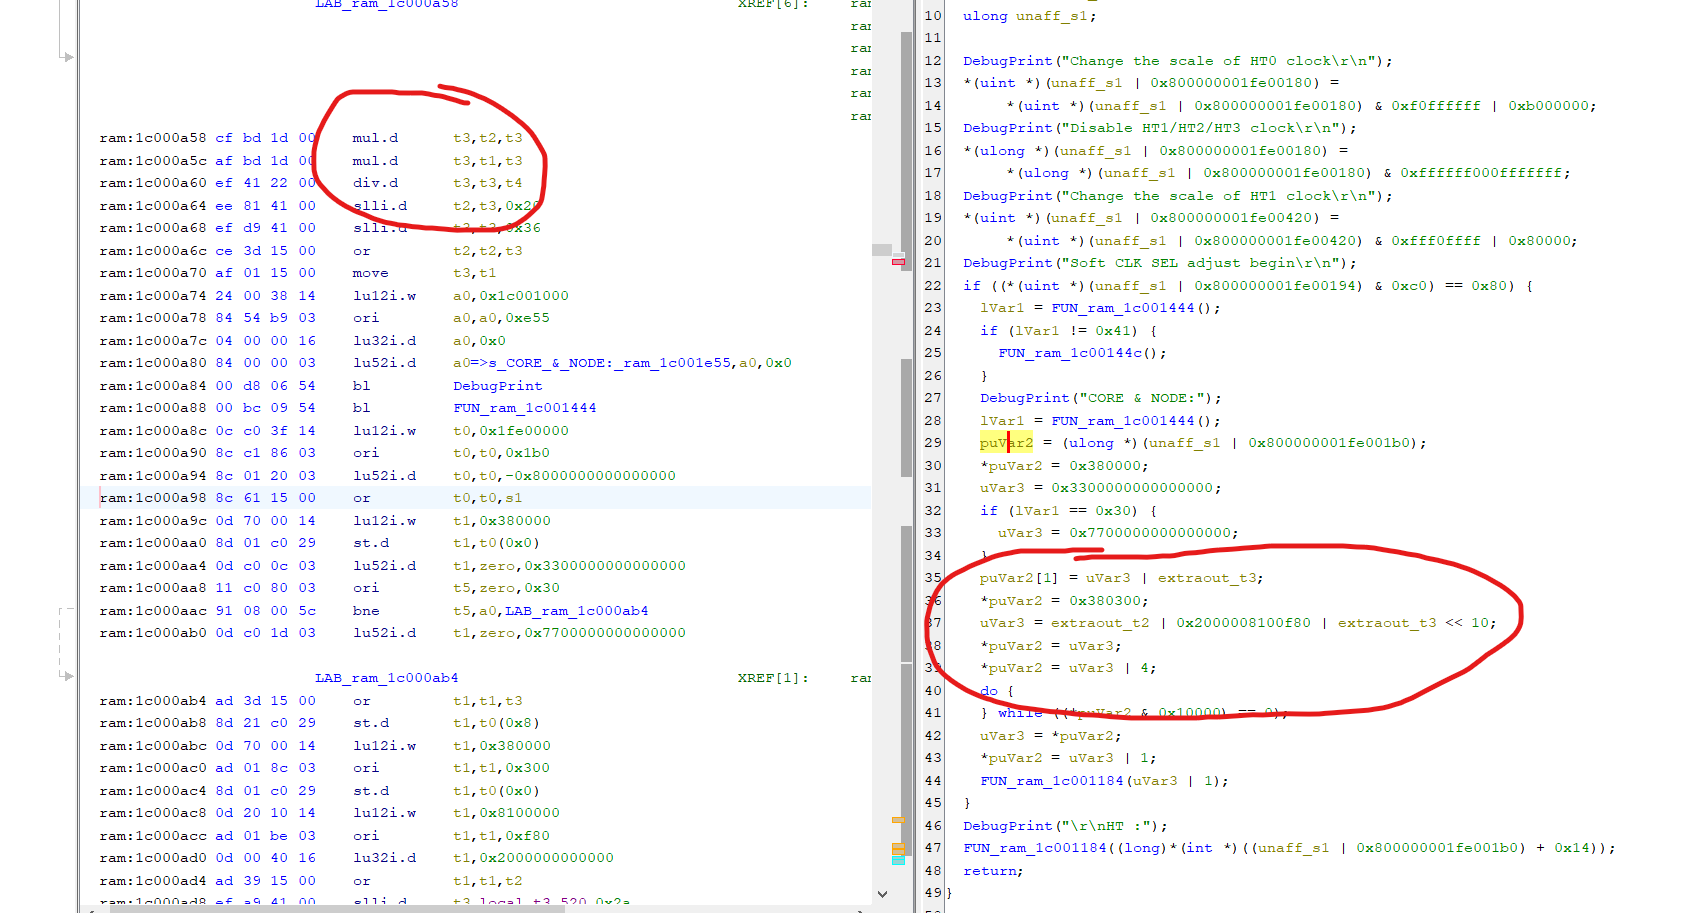 LAB_ram_1c000a58 XREF[6]: ram
ram
ram
ram
ram
ram
ram:1c000a58 cf bd 1d 00 mul.d t3,t2,t3
ram:1c000a5c af bd 1d 00 mul.d t3,t1,t3
ram:1c000a60 ef 41 22 00 div.d t3,t3,t4
ram:1c000a64 ee 81 41 00 slli.d t2,t3,0x20
ram:1c000a68 ef d9 41 00 slli.d t3,t3,0x36
ram:1c000a6c ce 3d 15 00 or t2,t2,t3
ram:1c000a70 af 01 15 00 move t3,t1
ram:1c000a74 24 00 38 14 lu12i.w a0,0x1c001000
ram:1c000a78 84 54 b9 03 ori a0,a0,0xe55
ram:1c000a7c 04 00 00 16 lu32i.d a0,0x0
ram:1c000a80 84 00 00 03 lu52i.d a0=>s_CORE_&_NODE:_ram_1c001e55,a0,0x0
ram:1c000a84 00 d8 06 54 bl DebugPrint
ram:1c000a88 00 bc 09 54 bl FUN_ram_1c001444
ram:1c000a8c 0c c0 3f 14 lu12i.w t0,0x1fe00000
ram:1c000a90 8c c1 86 03 ori t0,t0,0x1b0
ram:1c000a94 8c 01 20 03 lu52i.d t0,t0,-0x8000000000000000
ram:1c000a98 8c 61 15 00 or t0,t0,s1
ram:1c000a9c 0d 70 00 14 lu12i.w t1,0x380000
ram:1c000aa0 8d 01 c0 29 st.d t1,t0(0x0)
ram:1c000aa4 0d c0 0c 03 lu52i.d t1,zero,0x3300000000000000
ram:1c000aa8 11 c0 80 03 ori t5,zero,0x30
ram:1c000aac 91 08 00 5c bne t5,a0,LAB_ram_1c000ab4
ram:1c000ab0 0d c0 1d 03 lu52i.d t1,zero,0x7700000000000000
LAB_ram_1c000ab4 XREF[1]: ram
ram:1c000ab4 ad 3d 15 00 or t1,t1,t3
ram:1c000ab8 8d 21 c0 29 st.d t1,t0(0x8)
ram:1c000abc 0d 70 00 14 lu12i.w t1,0x380000
ram:1c000ac0 ad 01 8c 03 ori t1,t1,0x300
ram:1c000ac4 8d 01 c0 29 st.d t1,t0(0x0)
ram:1c000ac8 0d 20 10 14 lu12i.w t1,0x8100000
ram:1c000acc ad 01 be 03 ori t1,t1,0xf80
ram:1c000ad0 0d 00 40 16 lu32i.d t1,0x2000000000000
ram:1c000ad4 ad 39 15 00 or t1,t1,t2
ram:1c000ad8 ef a9 41 00 slli.d t3,local_t3_520,0x2a
10 ulong unaff_s1;
11
12 DebugPrint("Change the scale of HT0 clock\r\n");
13 *(uint *)(unaff_s1 | 0x800000001fe00180) =
14 *(uint *)(unaff_s1 | 0x800000001fe00180) & 0xf0ffffff | 0xb000000;
15 DebugPrint("Disable HT1/HT2/HT3 clock\r\n");
16 *(ulong *)(unaff_s1 | 0x800000001fe00180) =
17 *(ulong *)(unaff_s1 | 0x800000001fe00180) & 0xffffff000fffffff;
18 DebugPrint("Change the scale of HT1 clock\r\n");
19 *(uint *)(unaff_s1 | 0x800000001fe00420) =
20 *(uint *)(unaff_s1 | 0x800000001fe00420) & 0xfff0ffff | 0x80000;
21 DebugPrint("Soft CLK SEL adjust begin\r\n");
22 if ((*(uint *)(unaff_s1 | 0x800000001fe00194) & 0xc0) == 0x80) {
23 lVar1 = FUN_ram_1c001444();
24 if (lVar1 != 0x41) {
25 FUN_ram_1c00144c();
26 }
27 DebugPrint("CORE & NODE:");
28 lVar1 = FUN_ram_1c001444();
29 puVar2 = (ulong *)(unaff_s1 | 0x800000001fe001b0);
30 *puVar2 = 0x380000;
31 uVar3 = 0x3300000000000000;
32 if (lVar1 == 0x30) {
33 uVar3 = 0x7700000000000000;
34 }
35 puVar2[1] = uVar3 | extraout_t3;
36 *puVar2 = 0x380300;
37 uVar3 = extraout_t2 | 0x2000008100f80 | extraout_t3 << 10;
38 *puVar2 = uVar3;
39 *puVar2 = uVar3 | 4;
40 do {
41 } while ((*puVar2 & 0x10000) == 0);
42 uVar3 = *puVar2;
43 *puVar2 = uVar3 | 1;
44 FUN_ram_1c001184(uVar3 | 1);
45 }
46 DebugPrint("\r\nHT :");
47 FUN_ram_1c001184((long)*(int *)((unaff_s1 | 0x800000001fe001b0) + 0x14));
48 return;
49 }